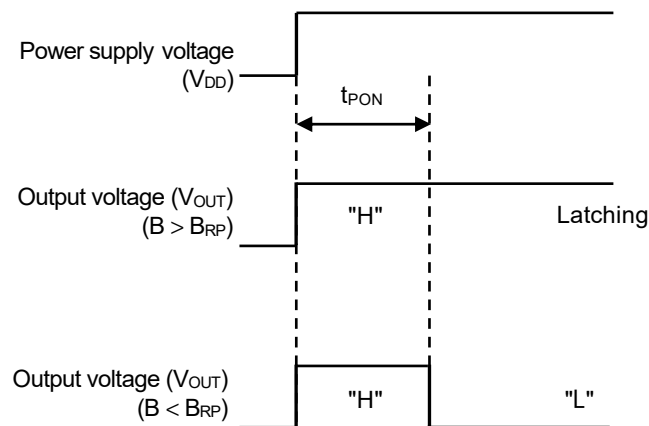 Power supply voltage
(VDD)
tPON
Output voltage (VOUT)
(B > BRP)
"H"
Latching
Output voltage (VOUT)
(B < BRP)
"H"
"L"